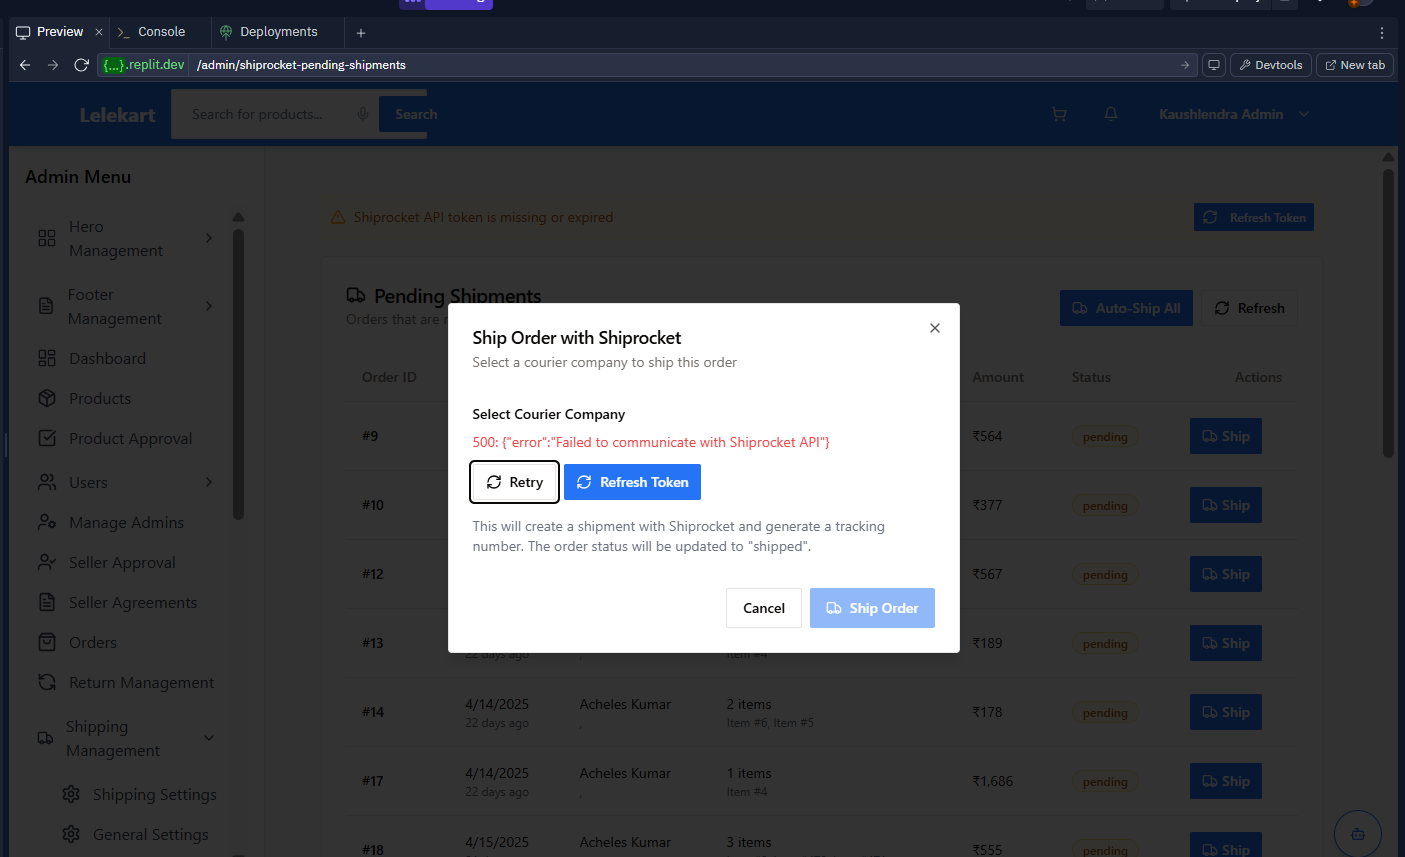 Preview
Console
Deployments
{...}.replit.dev
/admin/shiprocket-pending-shipments
Devtools
New tab
Lelekart
Search for products...
Search
Kaushlendra Admin
Admin Menu
Hero
Management
Footer
Management
Dashboard
Products
Product Approval
Users
Manage Admins
Seller Approval
Seller Agreements
Orders
Return Management
Shipping
Management
Shipping Settings
General Settings
Shiprocket API token is missing or expired
Refresh Token
Pending Shipments
Orders that are
Auto-Ship All
Refresh
Order ID
Amount
Status
Actions
#9
₹564
pending
Ship
#10
₹377
pending
Ship
#12
₹567
pending
Ship
#13
22 days ago
,
Item #4
₹189
pending
Ship
#14
4/14/2025
22 days ago
Acheles Kumar
,
2 items
Item #6, Item #5
₹178
pending
Ship
#17
4/14/2025
22 days ago
Acheles Kumar
,
1 items
Item #4
₹1,686
pending
Ship
#18
4/15/2025
Acheles Kumar
3 items
₹555
pending
Ship
Ship Order with Shiprocket
Select a courier company to ship this order
Select Courier Company
500: {"error":"Failed to communicate with Shiprocket API"}
Retry
Refresh Token
This will create a shipment with Shiprocket and generate a tracking
number. The order status will be updated to "shipped".
Cancel
Ship Order